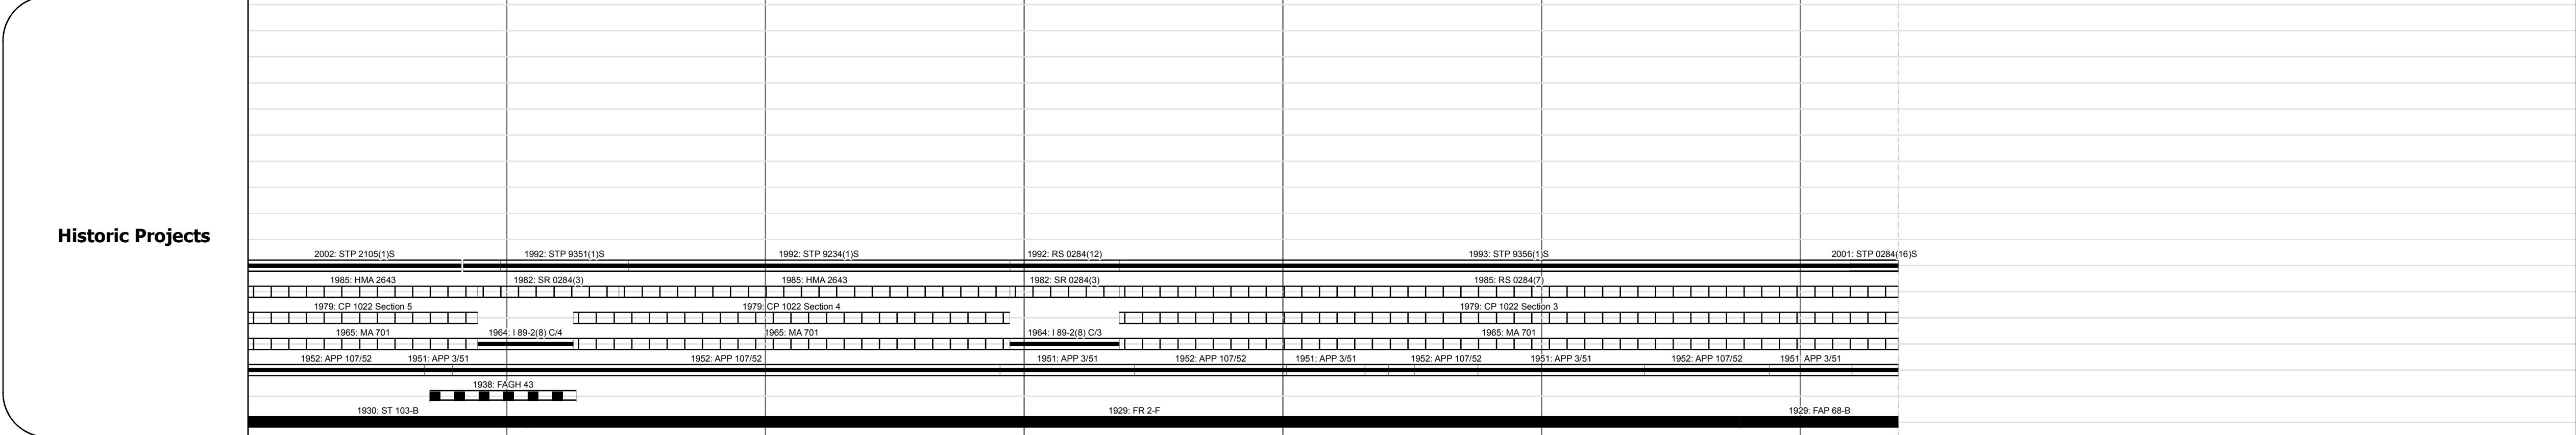 Historic Projects
2002: STP 2105(1)S 1992: STP 9351(1)S 1992: STP 9234(1)S 1992: RS 0284(12) 1993: STP 9356(1)S 2001: STP 0284(16)S
1985: HMA 2643 1982: SR 0284(3) 1985: HMA 2643 1982: SR 0284(3) 1985: RS 0284(7)
1979: CP 1022 Section 5 1979: CP 1022 Section 4 1979: CP 1022 Section 3
1965: MA 701 1964: I 89-2(8) C/4 1965: MA 701 1964: I 89-2(8) C/3 1965: MA 701
1952: APP 107/52 1951: APP 3/51 1952: APP 107/52 1951: APP 3/51 1952: APP 107/52 1951: APP 3/51 1952: APP 107/52 1951: APP 3/51 1952: APP 107/52 1951: APP 3/51
1938: FAGH 43
1930: ST 103-B 1929: FR 2-F 1929: FAP 68-B